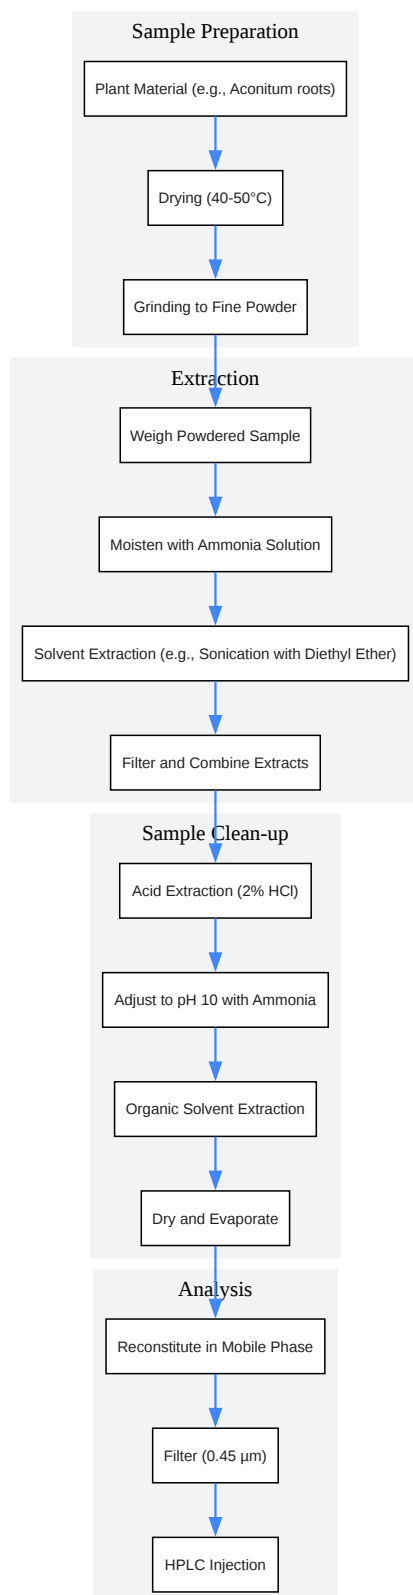 Sample Preparation
Plant Material (e.g., Aconitum roots)
Drying (40-50°C)
Grinding to Fine Powder
Extraction
Weigh Powdered Sample
Moisten with Ammonia Solution
Solvent Extraction (e.g., Sonication with Diethyl Ether)
Filter and Combine Extracts
Sample Clean-up
Acid Extraction (2% HCl)
Adjust to pH 10 with Ammonia
Organic Solvent Extraction
Dry and Evaporate
Analysis
Reconstitute in Mobile Phase
Filter (0.45 µm)
HPLC Injection